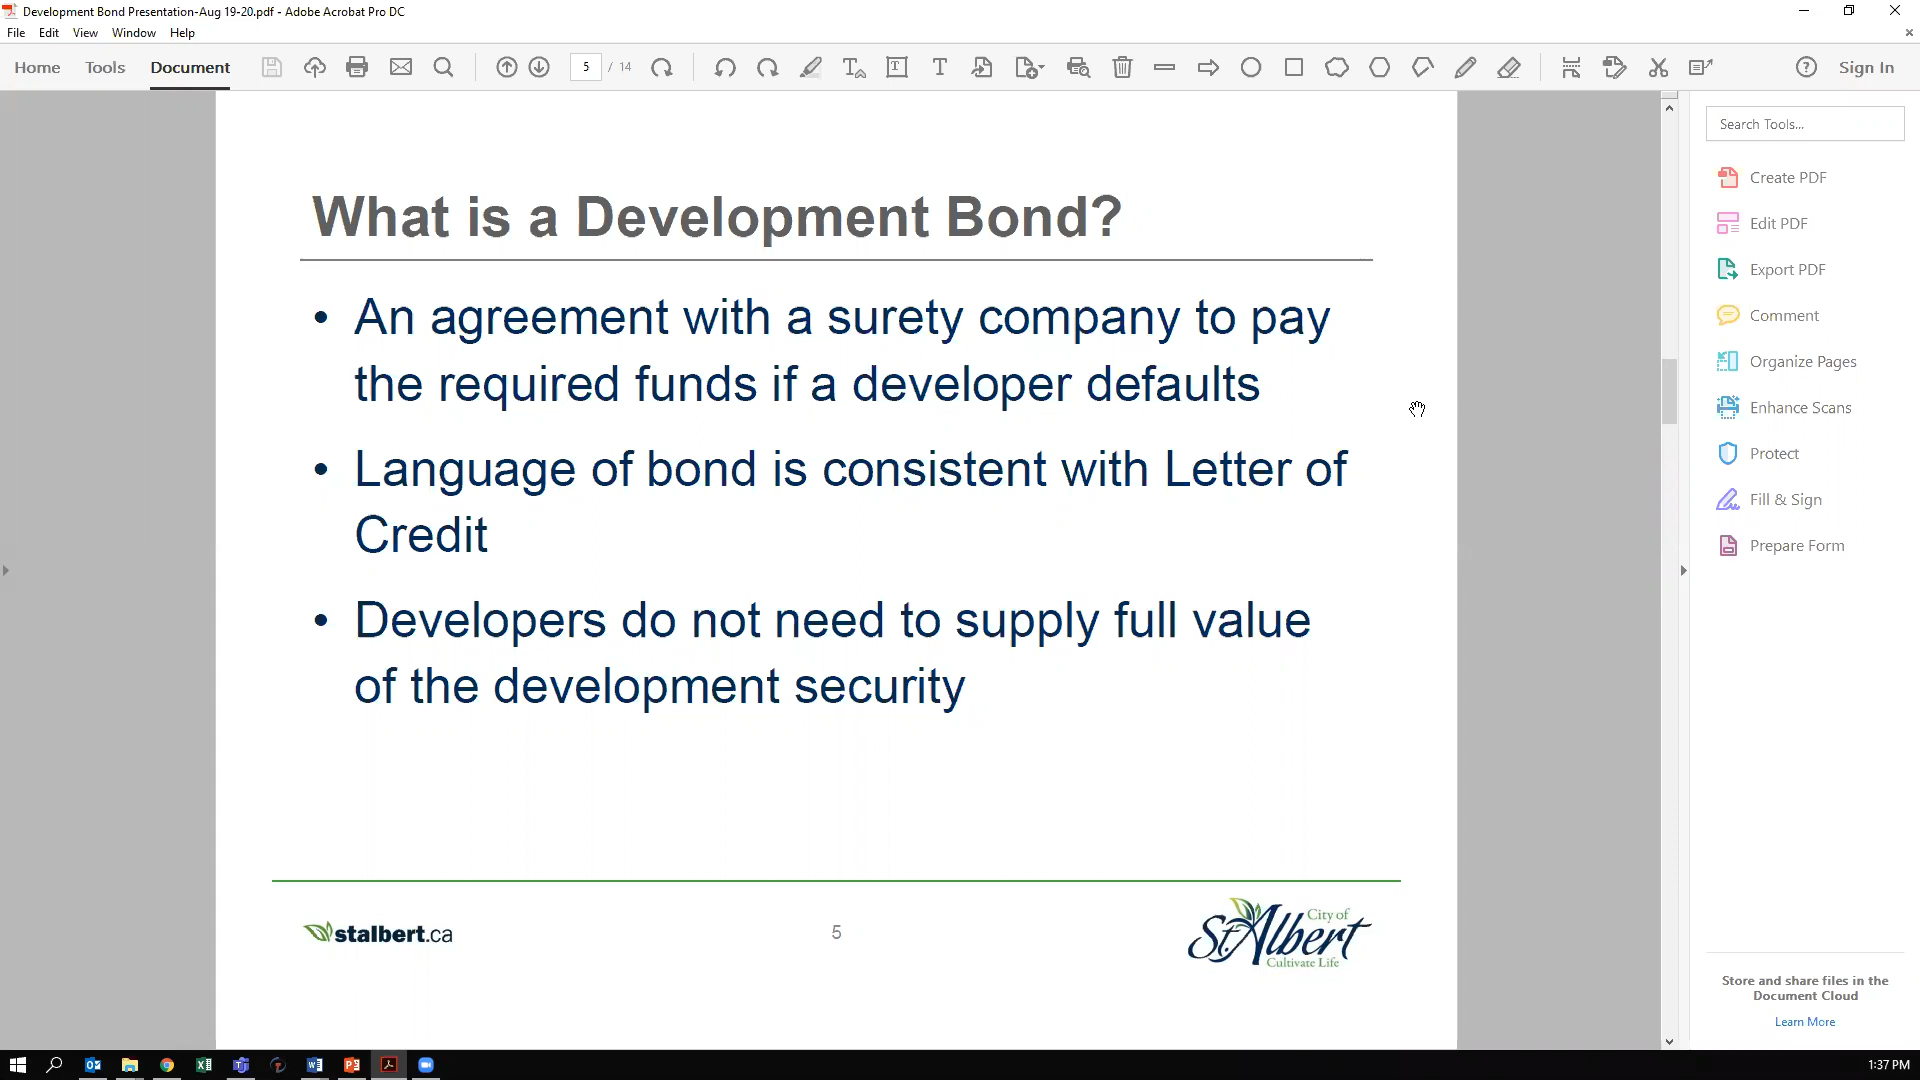 Development Bond Presentation-Aug 19-20.pdf - Adobe Acrobat Pro DC
File Edit View Window Help
Home Tools Document 5 / 14 Sign In
Search Tools...
Create PDF
Edit PDF
Export PDF
Comment
Organize Pages
Enhance Scans
Protect
Fill & Sign
Prepare Form
Store and share files in the
Document Cloud
Learn More
What is a Development Bond?
• An agreement with a surety company to pay
the required funds if a developer defaults
• Language of bond is consistent with Letter of
Credit
• Developers do not need to supply full value
of the development security
stalbert.ca
5
City of
St. Albert
Cultivate Life
1:37 PM